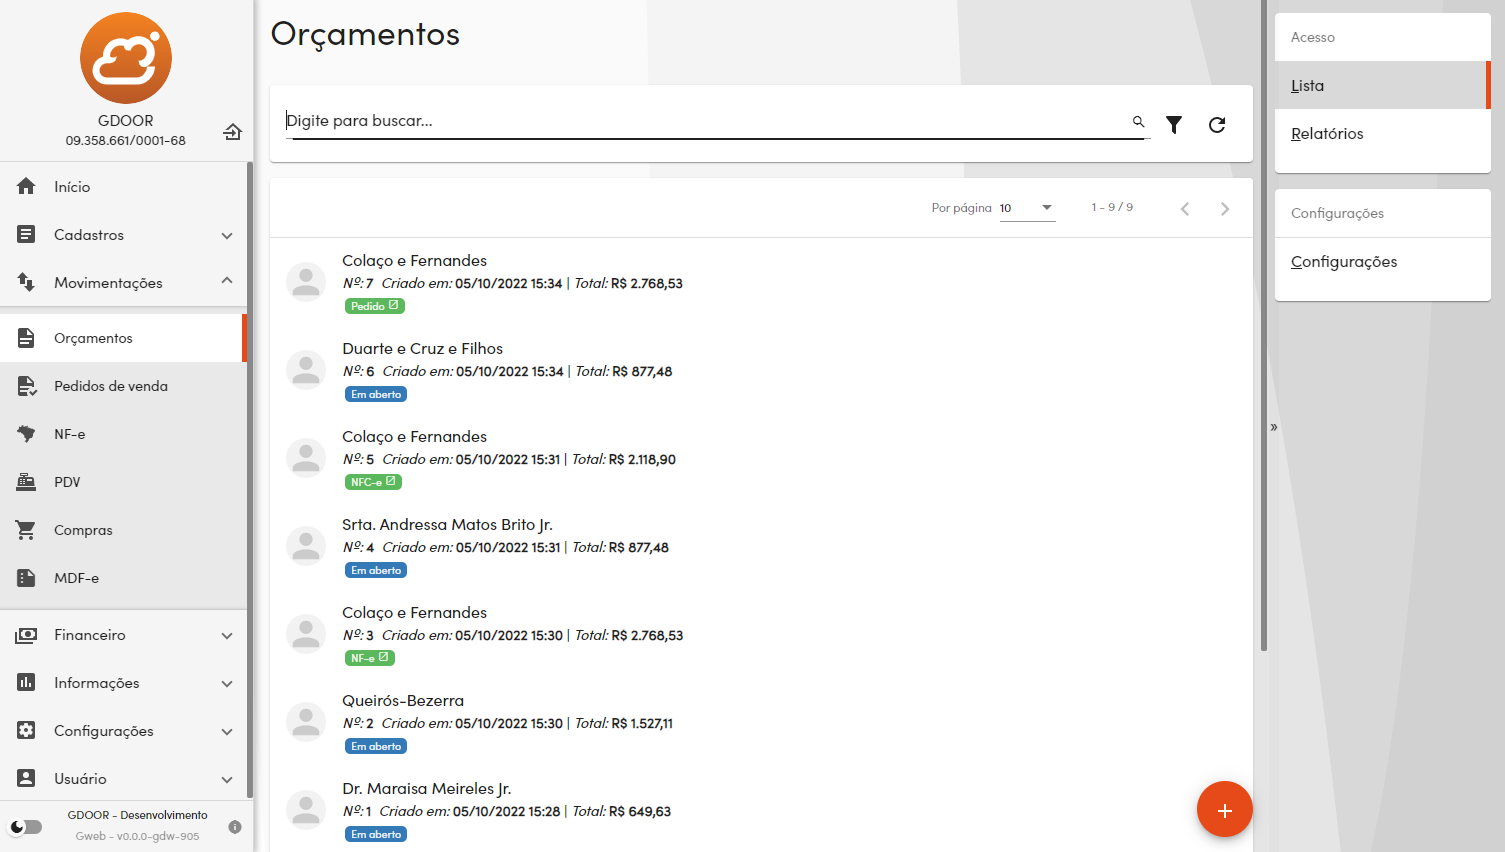 GDOOR
09.358.661/0001-68
Início
Cadastros
Movimentações
Orçamentos
Pedidos de venda
NF-e
PDV
Compras
MDF-e
Financeiro
Informações
Configurações
Usuário
GDOOR - Desenvolvimento
Gweb - v0.0.0-gdw-905
Orçamentos
Digite para buscar...
Por página 10 1 - 9 / 9
Colaço e Fernandes
Nº: 7 Criado em: 05/10/2022 15:34 | Total: R$ 2.768,53
Pedido
Duarte e Cruz e Filhos
Nº: 6 Criado em: 05/10/2022 15:34 | Total: R$ 877,48
Em aberto
Colaço e Fernandes
Nº: 5 Criado em: 05/10/2022 15:31 | Total: R$ 2.118,90
NFC-e
Srta. Andressa Matos Brito Jr.
Nº: 4 Criado em: 05/10/2022 15:31 | Total: R$ 877,48
Em aberto
Colaço e Fernandes
Nº: 3 Criado em: 05/10/2022 15:30 | Total: R$ 2.768,53
NF-e
Queirós-Bezerra
Nº: 2 Criado em: 05/10/2022 15:30 | Total: R$ 1.527,11
Em aberto
Dr. Maraisa Meireles Jr.
Nº: 1 Criado em: 05/10/2022 15:28 | Total: R$ 649,63
Em aberto
»
Acesso
Lista
Relatórios
Configurações
Configurações